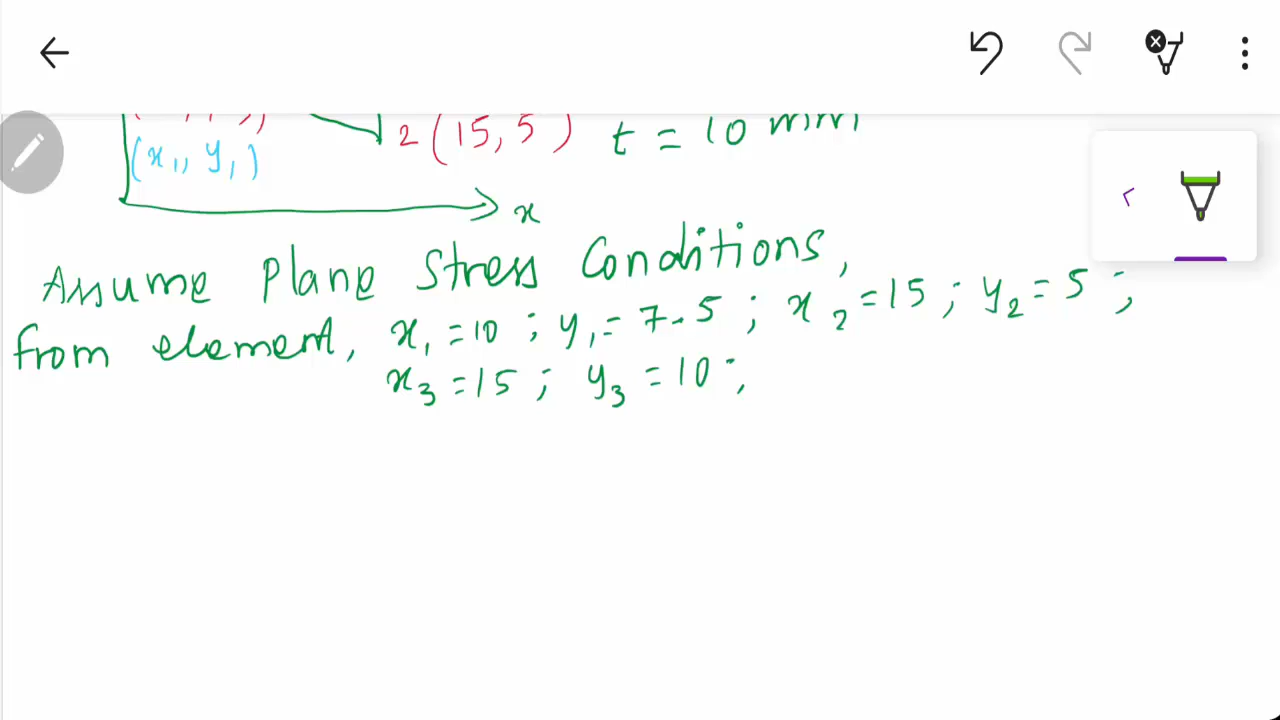 2 (15, 5) t = 10 mm
(x₁, y₁)
x
Assume Plane Stress Conditions,
from element, x₁ = 10 ; y₁ = 7.5 ; x₂ = 15 ; y₂ = 5 ;
x₃ = 15 ; y₃ = 10 ;